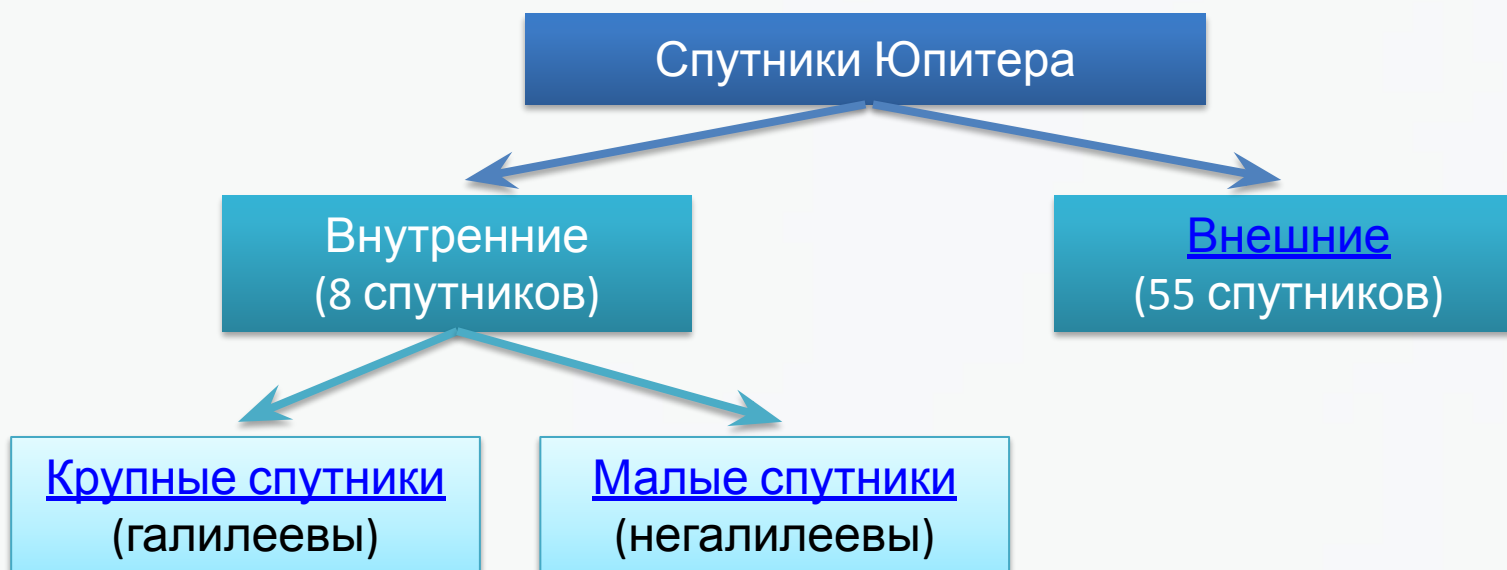 Спутники Юпитера
Внутренние
(8 спутников)
Внешние
(55 спутников)
Крупные спутники
(галилеевы)
Малые спутники
(негалилеевы)